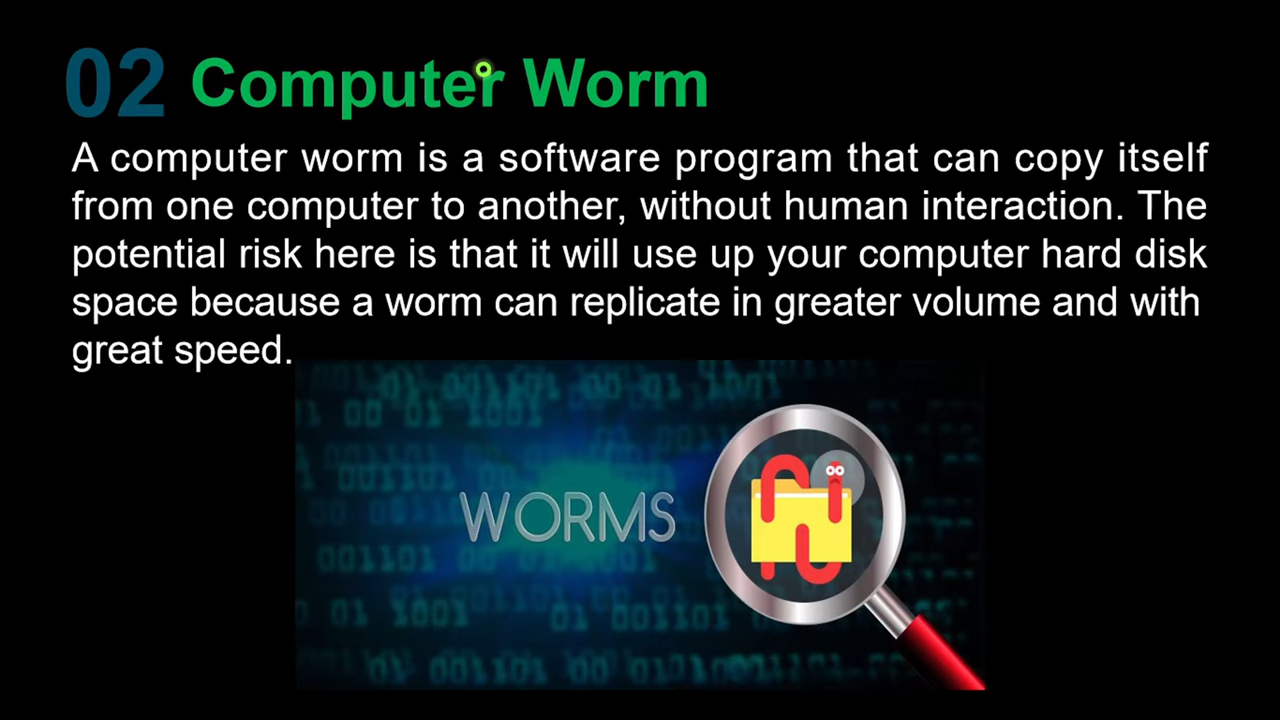 02 Computer Worm
A computer worm is a software program that can copy itself
from one computer to another, without human interaction. The
potential risk here is that it will use up your computer hard disk
space because a worm can replicate in greater volume and with
great speed.
WORMS